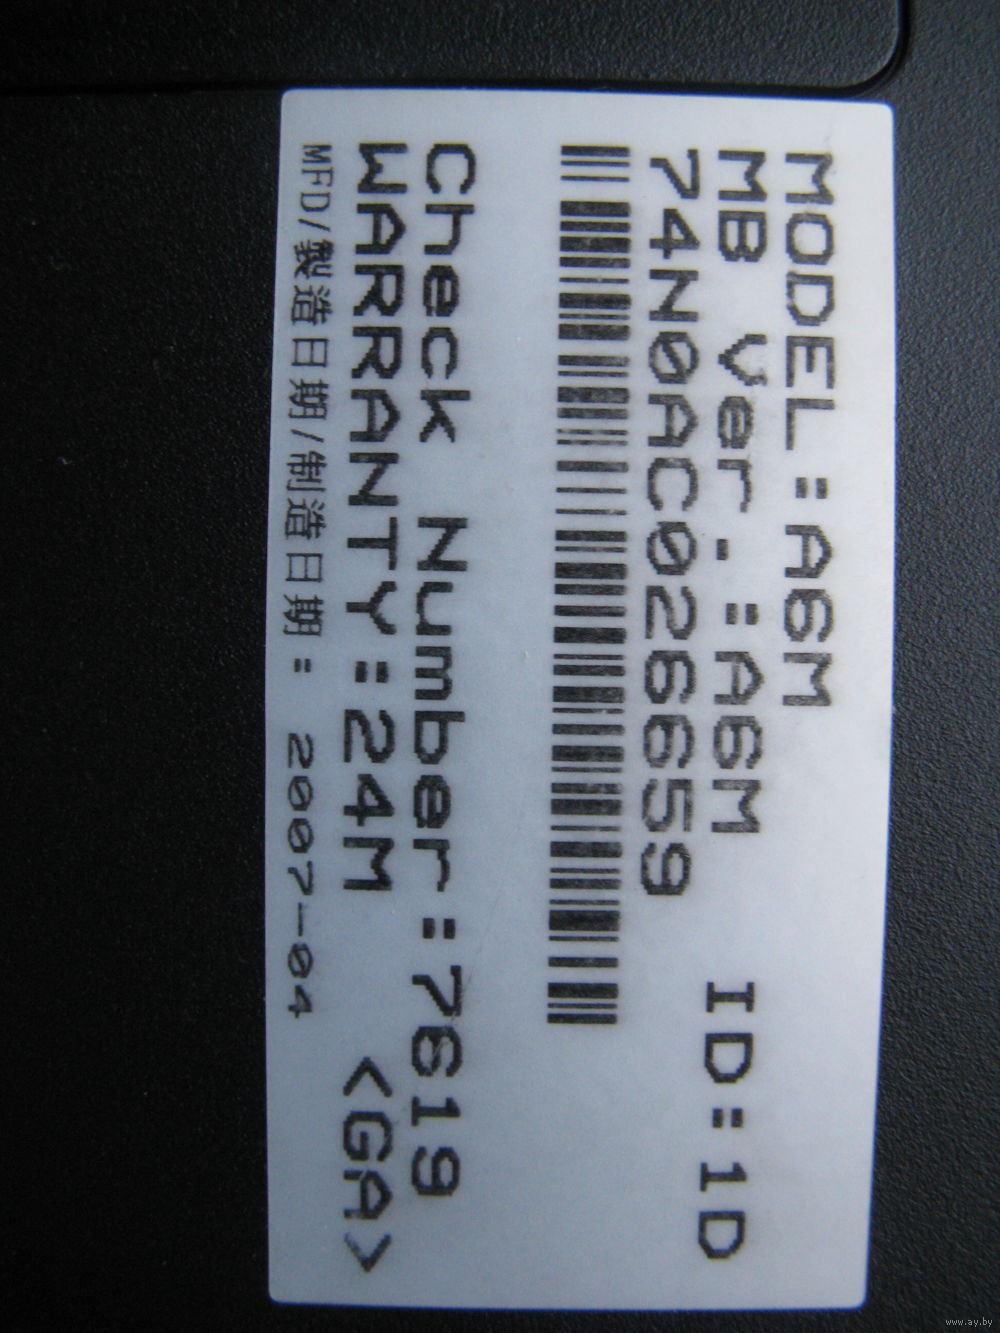 MODEL:A6M
MB Ver.:A6M ID:1D
74N0AC026659
Check Number:7619
WARRANTY:24M <GA>
MFD/製造日期/制造日期: 2007-04
www.ay.by